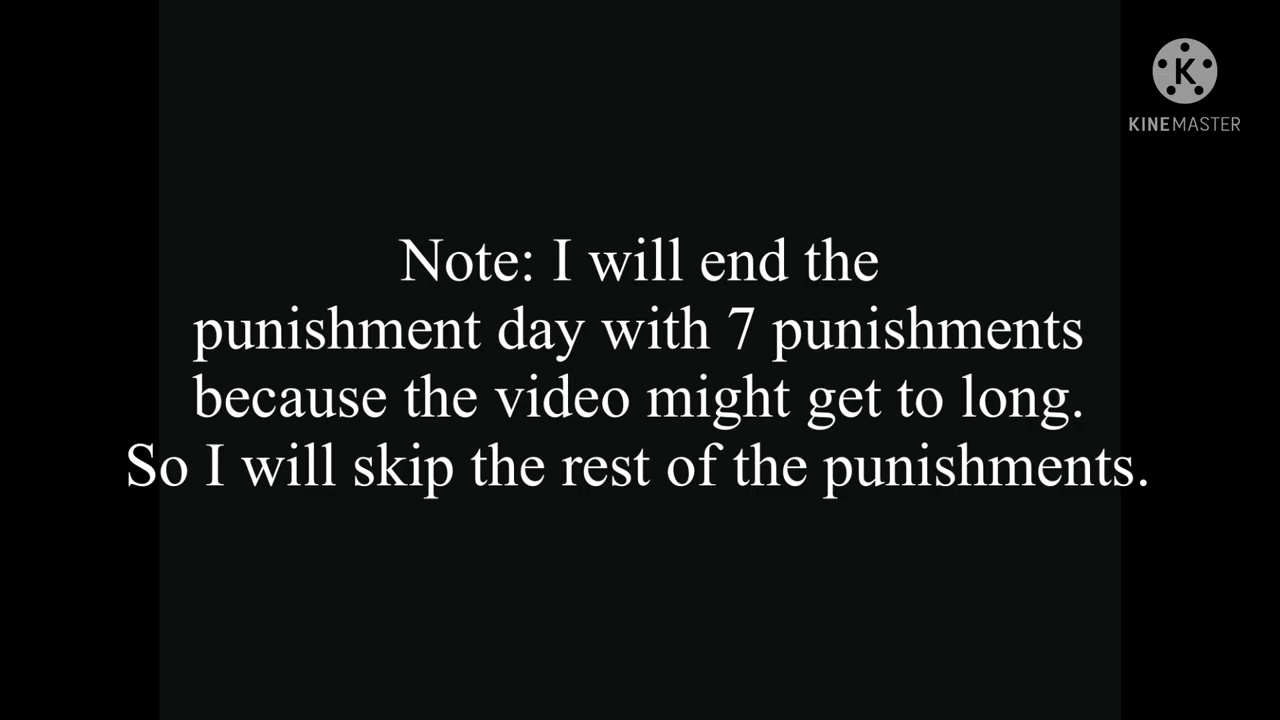 K
KINEMASTER
Note: I will end the
punishment day with 7 punishments
because the video might get to long.
So I will skip the rest of the punishments.